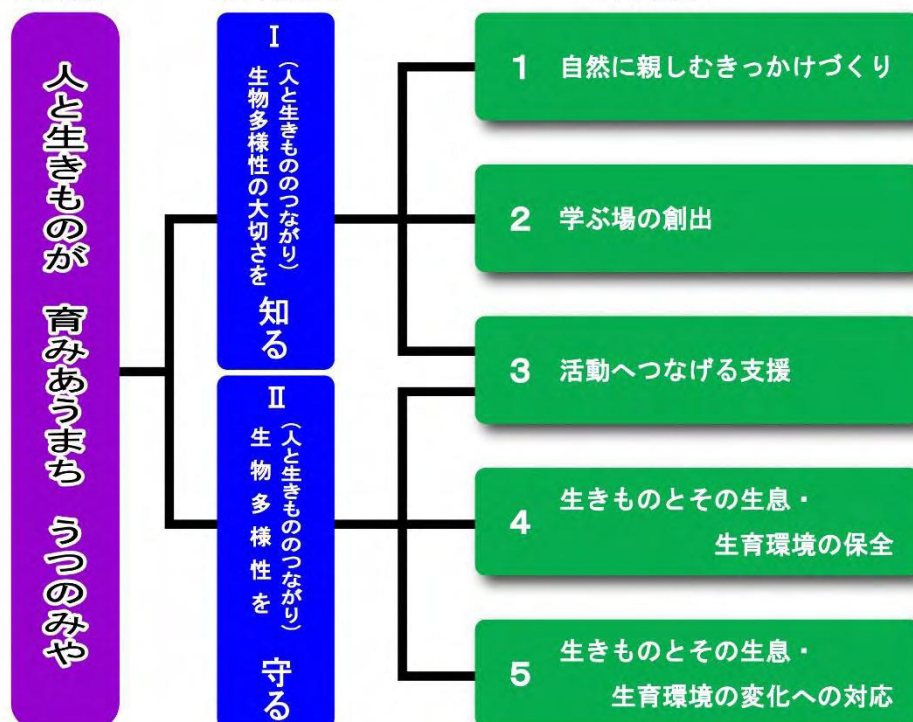 人と生きものが 育みあうまち うつのみや
Ⅰ
(人と生きもののつながり)
生物多様性の大切さを
知る
Ⅱ
(人と生きもののつながり)
生物多様性を
守る
1 自然に親しむきっかけづくり
2 学ぶ場の創出
3 活動へつなげる支援
4 生きものとその生息・
生育環境の保全
5 生きものとその生息・
生育環境の変化への対応